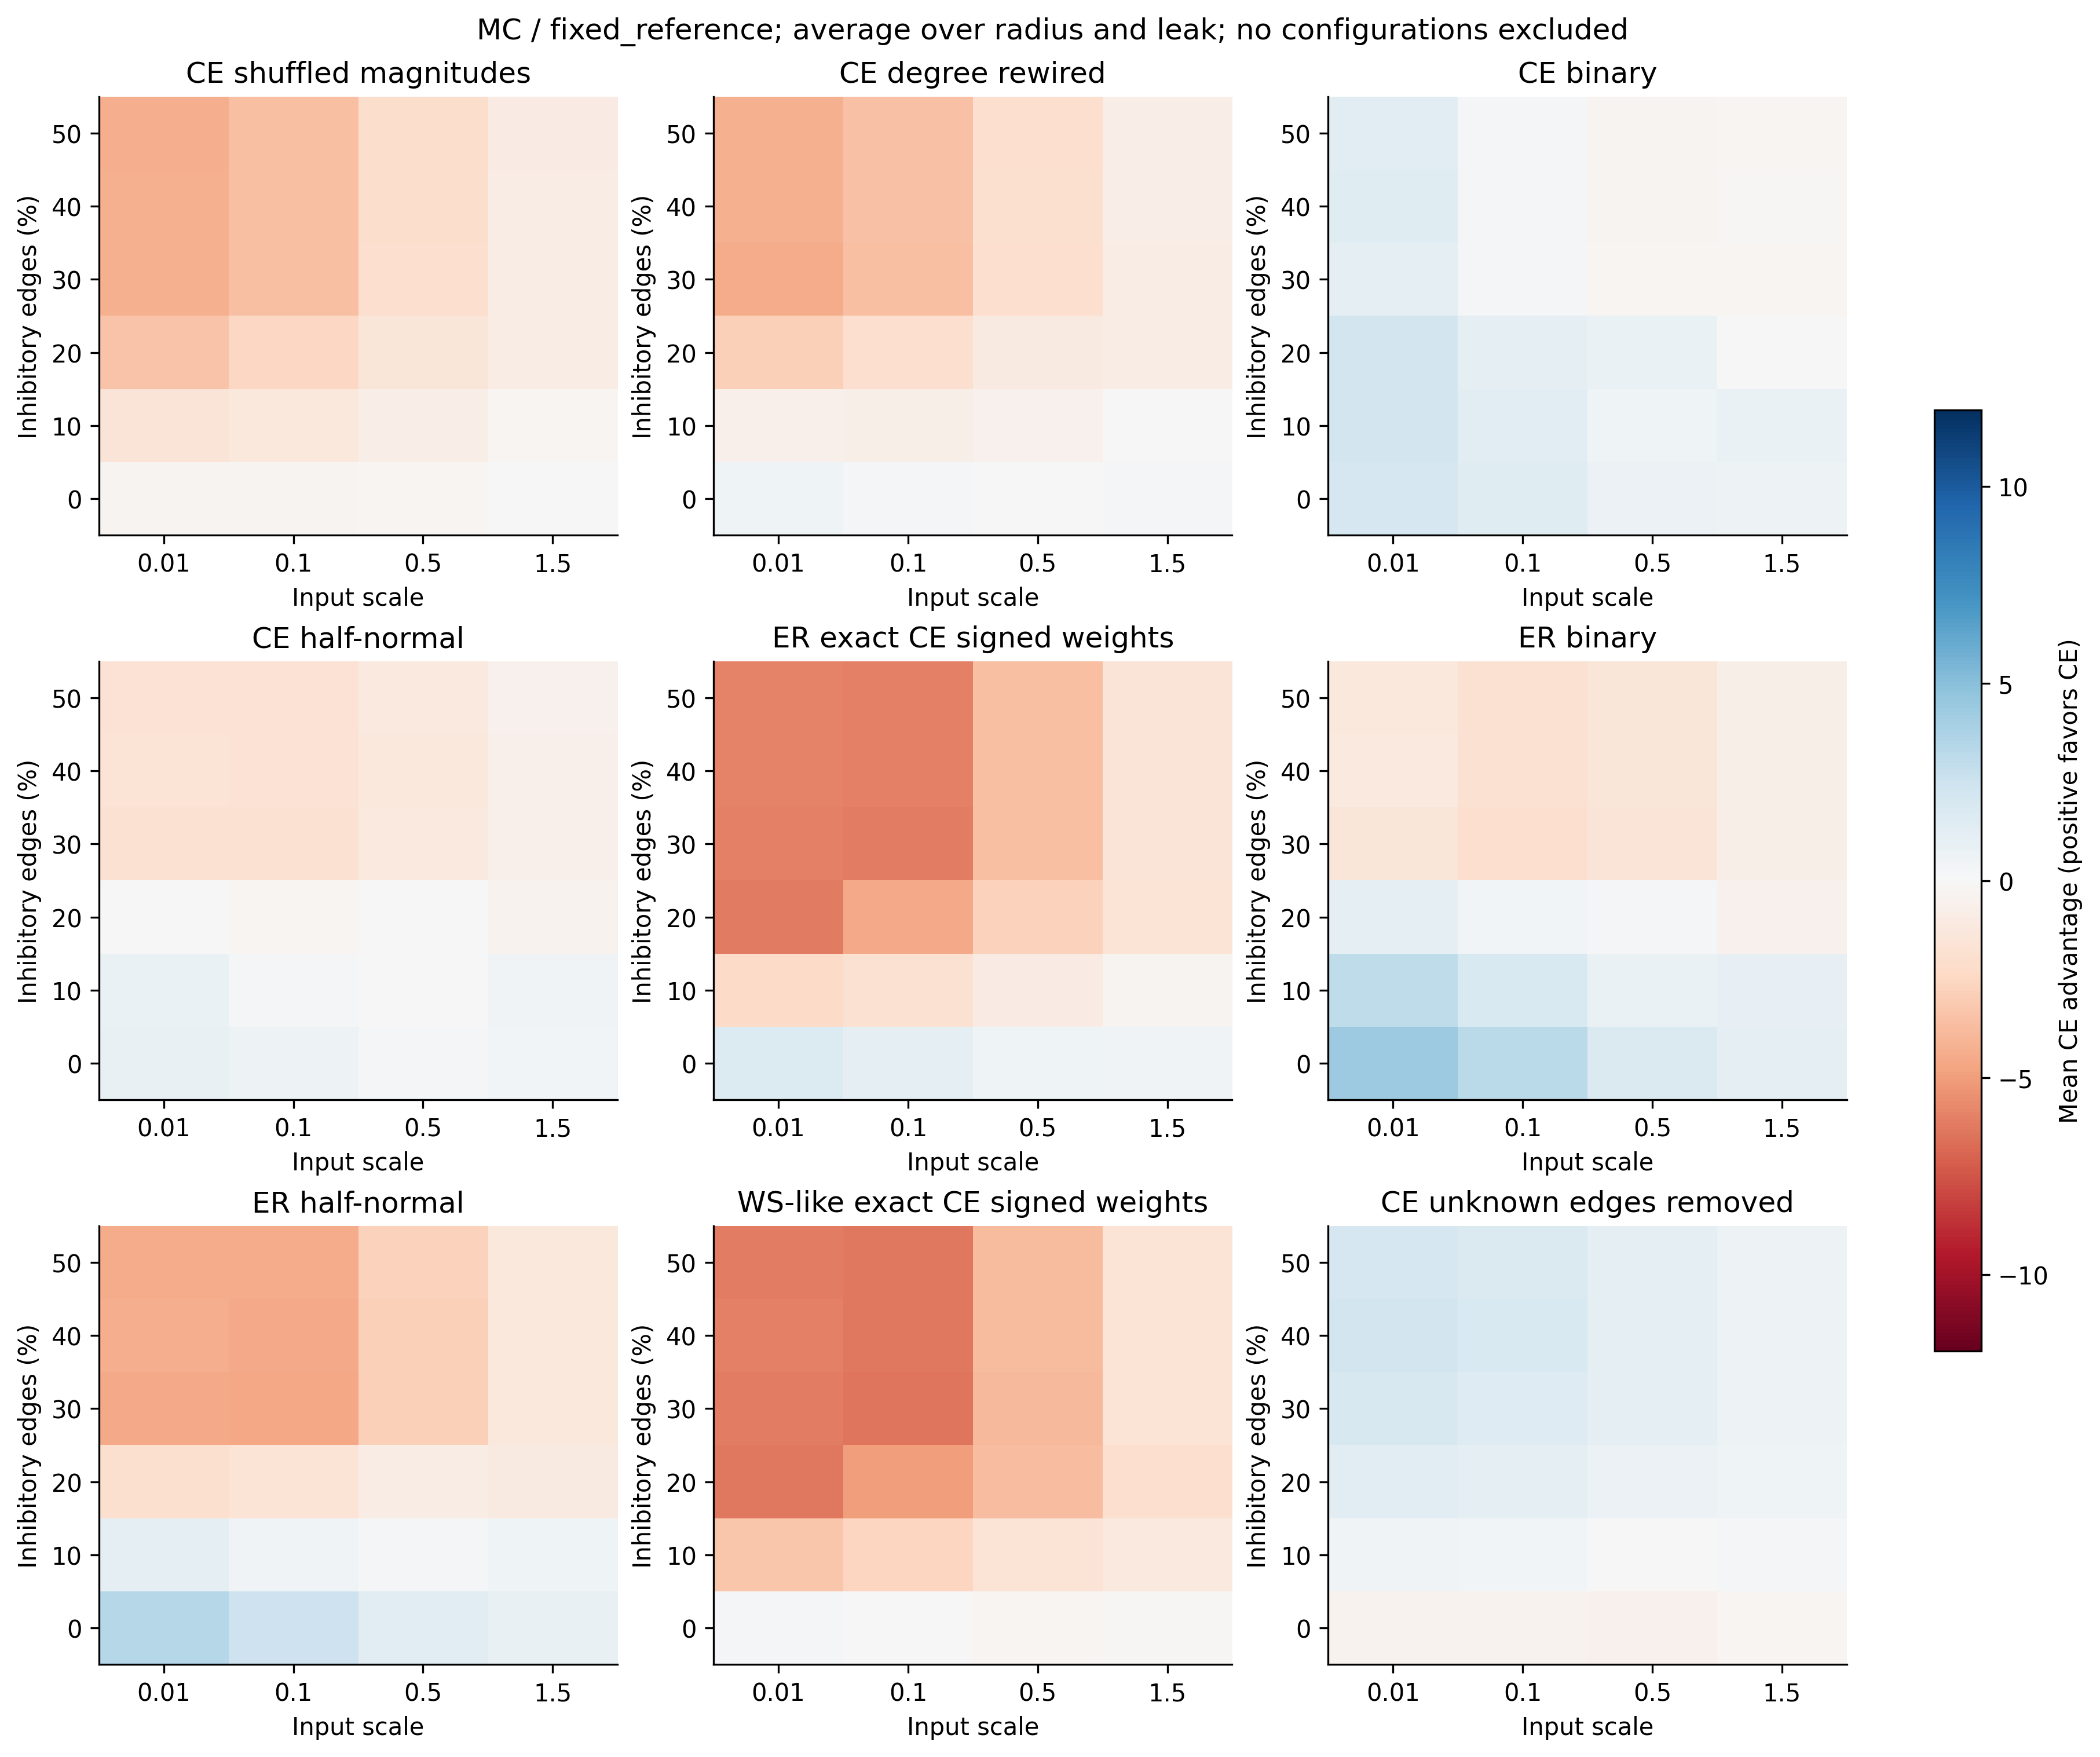 MC / fixed_reference; average over radius and leak; no configurations excluded
CE shuffled magnitudes
Inhibitory edges (%)
50
40
30
20
10
0
0.01 0.1 0.5 1.5
Input scale
CE degree rewired
Inhibitory edges (%)
50
40
30
20
10
0
0.01 0.1 0.5 1.5
Input scale
CE binary
Inhibitory edges (%)
50
40
30
20
10
0
0.01 0.1 0.5 1.5
Input scale
CE half-normal
Inhibitory edges (%)
50
40
30
20
10
0
0.01 0.1 0.5 1.5
Input scale
ER exact CE signed weights
Inhibitory edges (%)
50
40
30
20
10
0
0.01 0.1 0.5 1.5
Input scale
ER binary
Inhibitory edges (%)
50
40
30
20
10
0
0.01 0.1 0.5 1.5
Input scale
ER half-normal
Inhibitory edges (%)
50
40
30
20
10
0
0.01 0.1 0.5 1.5
Input scale
WS-like exact CE signed weights
Inhibitory edges (%)
50
40
30
20
10
0
0.01 0.1 0.5 1.5
Input scale
CE unknown edges removed
Inhibitory edges (%)
50
40
30
20
10
0
0.01 0.1 0.5 1.5
Input scale
10
5
0
−5
−10
Mean CE advantage (positive favors CE)